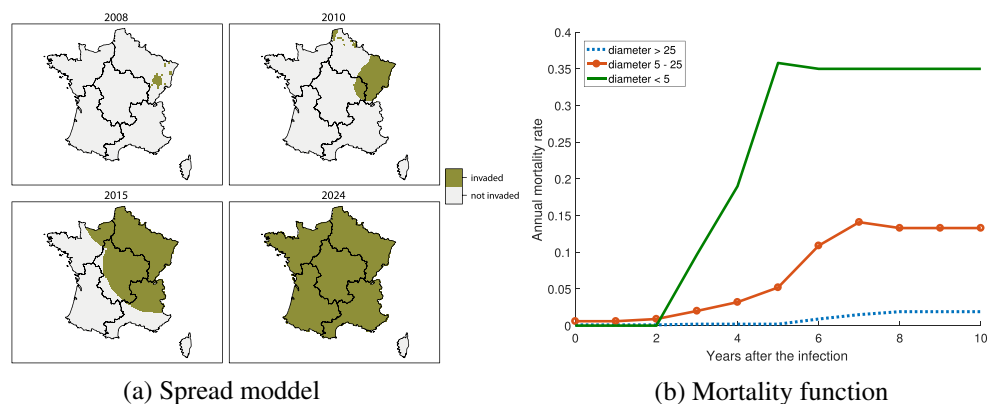 2008
2010
2015
2024
invaded
not invaded
(a) Spread moddel
diameter > 25
diameter 5 - 25
diameter < 5
Annual mortality rate
0.4
0.35
0.3
0.25
0.2
0.15
0.1
0.05
0
0 2 4 6 8 10
Years after the infection
(b) Mortality function